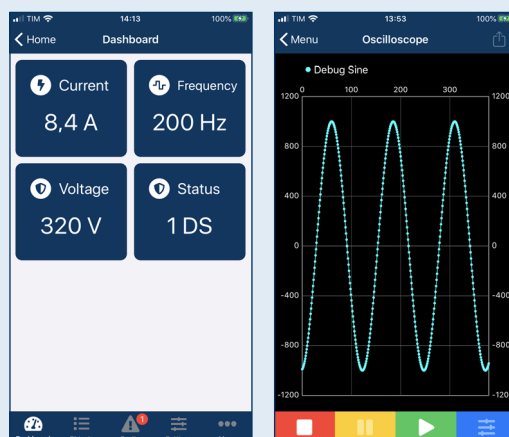 TIM 14:13 100%
Home Dashboard
Current
8,4 A
Frequency
200 Hz
Voltage
320 V
Status
1 DS
1
TIM 13:53 100%
Menu Oscilloscope
Debug Sine
0 100 200 300
1200 1200
800 800
400 400
0 0
-400 -400
-800 -800
-1200